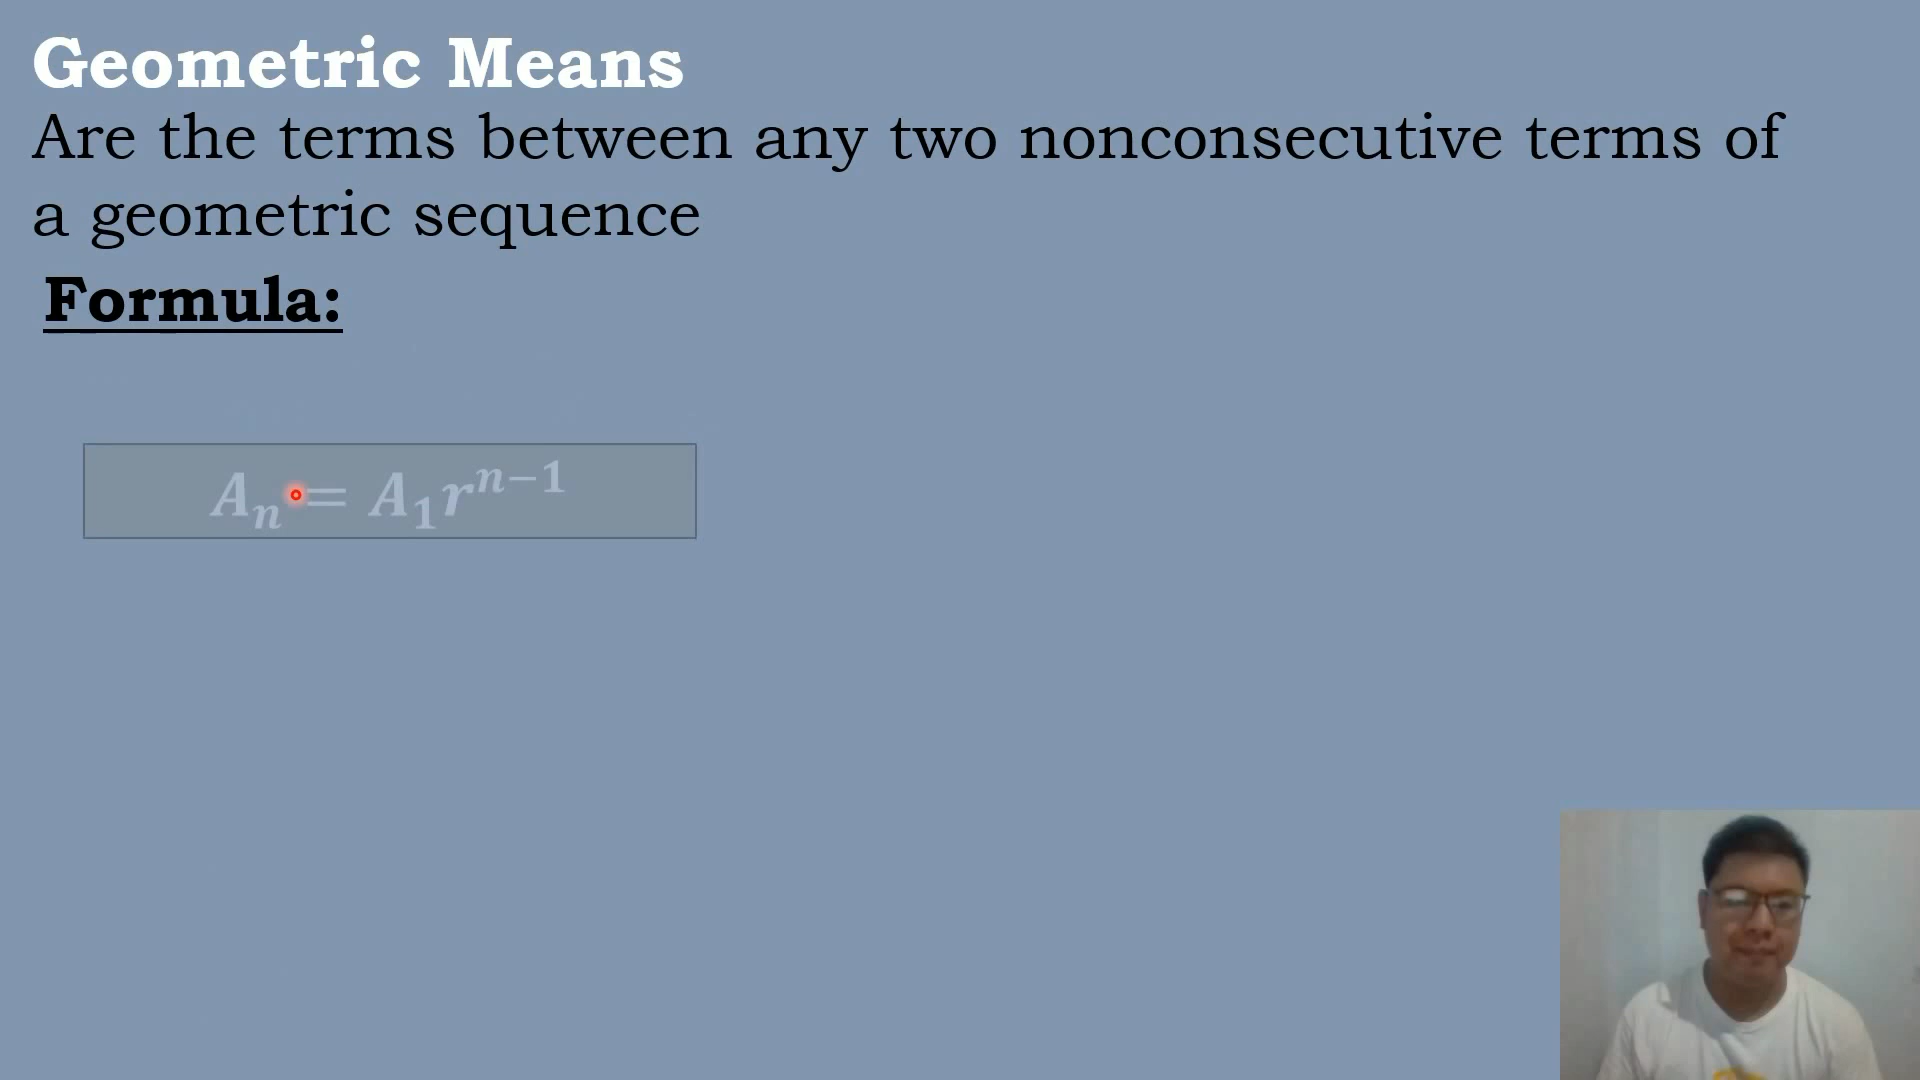 Geometric Means
Are the terms between any two nonconsecutive terms of
a geometric sequence
Formula:
Aₙ = A₁rⁿ⁻¹